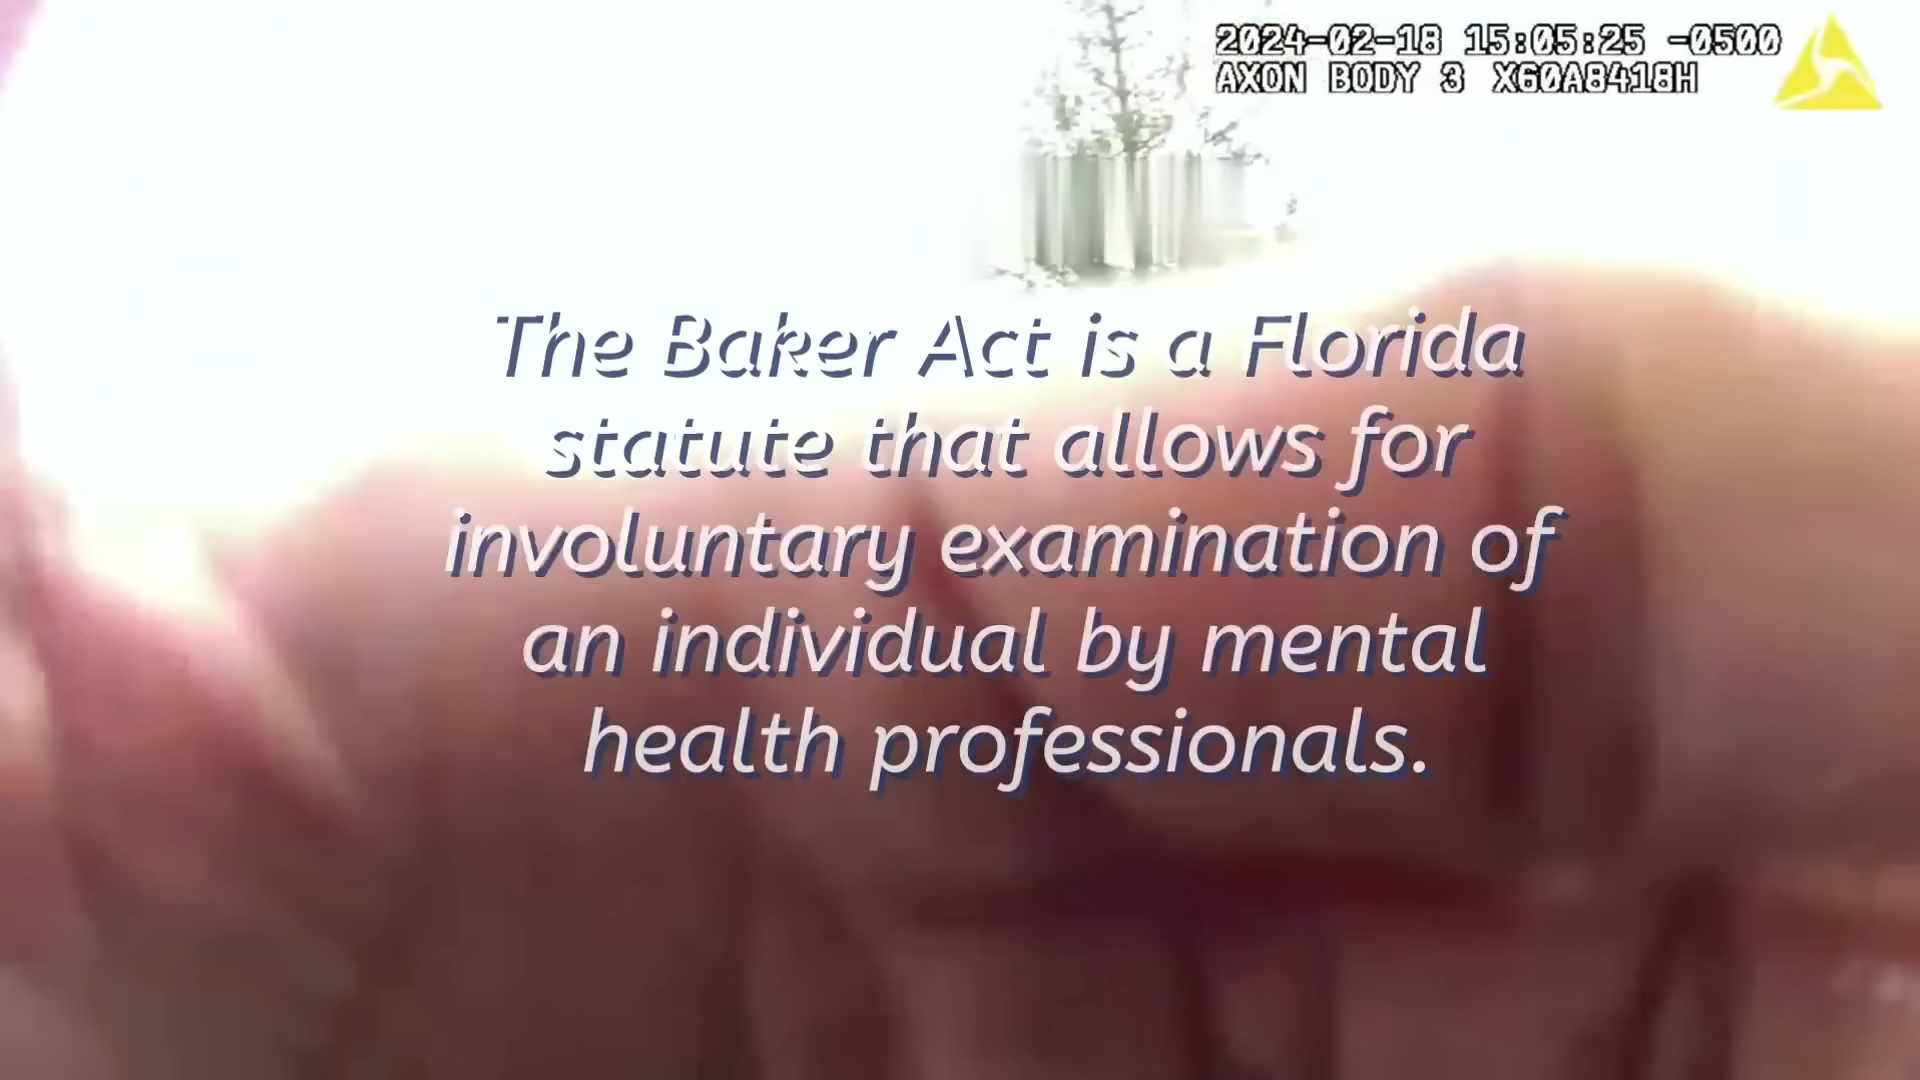 2024-02-18 15:05:25 -0500
AXON BODY 3 X60A8418H
The Baker Act is a Florida
statute that allows for
involuntary examination of
an individual by mental
health professionals.